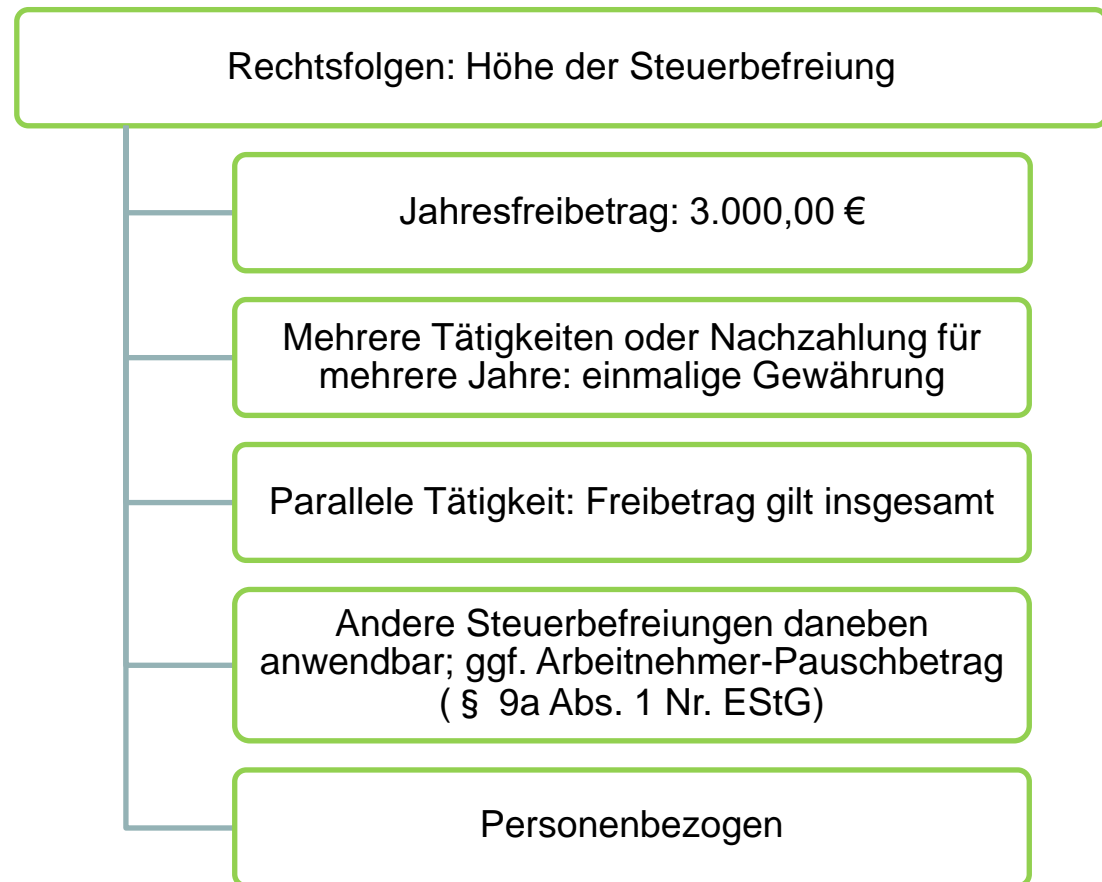 Rechtsfolgen: Höhe der Steuerbefreiung
Jahresfreibetrag: 3.000,00 €
Mehrere Tätigkeiten oder Nachzahlung für
mehrere Jahre: einmalige Gewährung
Parallele Tätigkeit: Freibetrag gilt insgesamt
Andere Steuerbefreiungen daneben
anwendbar; ggf. Arbeitnehmer-Pauschbetrag
( § 9a Abs. 1 Nr. EStG)
Personenbezogen